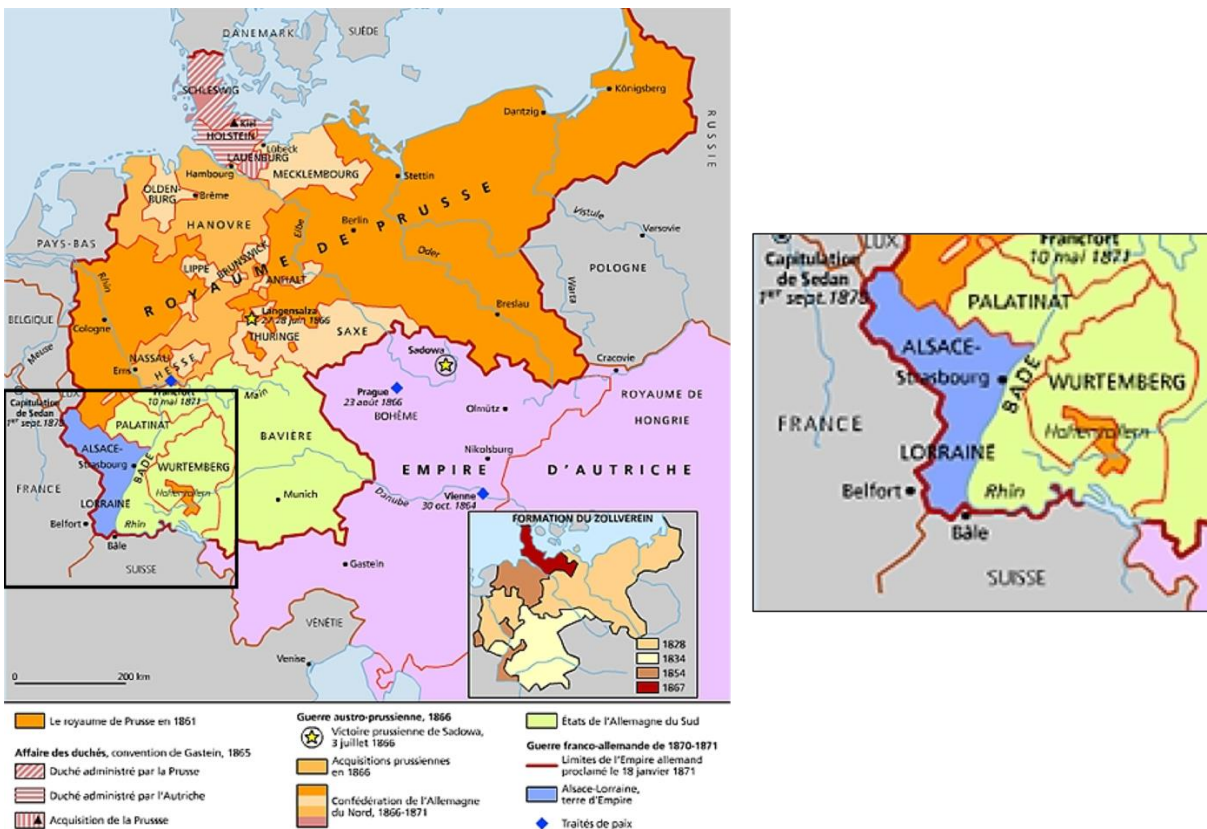 DANEMARK
SUÈDE
SCHLESWIG
Kiel
HOLSTEIN
Lübeck
LAUENBURG
Hambourg
MECKLEMBOURG
Dantzig
Königsberg
RUSSIE
Stettin
OLDEN-
BURG
Brême
HANOVRE
Elbe
Berlin
ROYAUME DE PRUSSE
Vistule
Varsovie
PAYS-BAS
Rhin
LIPPE
BRUNSWICK
ANHALT
Oder
POLOGNE
Warta
Breslau
BELGIQUE
Cologne
Langensalza
27-28 juin 1866
THURINGE
SAXE
Meuse
NASSAU
Ems
HESSE
Sadowa
Cracovie
LUX.
Francfort
10 mai 1871
Main
Prague
23 août 1866
BOHÊME
Olmütz
ROYAUME DE
HONGRIE
Capitulation
de Sedan
1er sept.1870
PALATINAT
BAVIÈRE
Nikolsburg
ALSACE-
Strasbourg
BADE
WURTEMBERG
EMPIRE D'AUTRICHE
FRANCE
Hohenzollern
Munich
Danube
Vienne
30 oct. 1864
LORRAINE
Belfort
Rhin
Bâle
SUISSE
Gastein
VÉNÉTIE
Venise
0 200 km
FORMATION DU ZOLLVEREIN
1828
1834
1854
1867
Le royaume de Prusse en 1861
Affaire des duchés, convention de Gastein, 1865
Duché administré par la Prusse
Duché administré par l'Autriche
Acquisition de la Prussse
Guerre austro-prussienne, 1866
Victoire prussienne de Sadowa,
3 juillet 1866
Acquisitions prussiennes
en 1866
Confédération de l'Allemagne
du Nord, 1866-1871
États de l'Allemagne du Sud
Guerre franco-allemande de 1870-1871
Limites de l'Empire allemand
proclamé le 18 janvier 1871
Alsace-Lorraine,
terre d'Empire
Traités de paix
LUX
Francfort
10 mai 1871
Capitulation
de Sedan
1er sept.1870
PALATINAT
ALSACE-
Strasbourg
BADE
WURTEMBERG
FRANCE
Hohenzollern
LORRAINE
Belfort
Rhin
Bâle
SUISSE